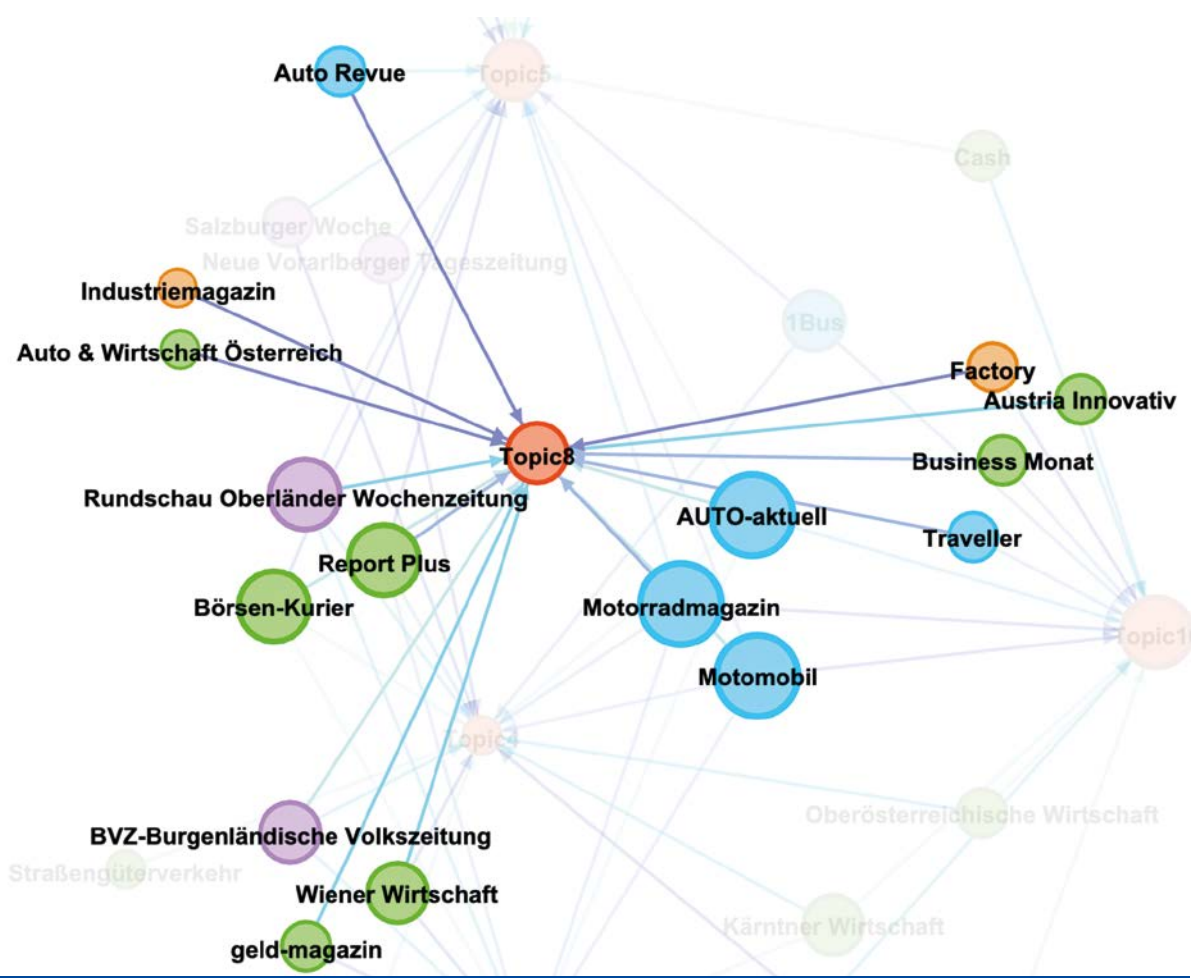 Auto Revue
Topic5
Cash
Salzburger Woche
Neue Vorarlberger Tageszeitung
Industriemagazin
1Bus
Auto & Wirtschaft Österreich
Factory
Austria Innovativ
Topic8
Business Monat
Rundschau Oberländer Wochenzeitung
AUTO-aktuell
Traveller
Report Plus
Börsen-Kurier
Motorradmagazin
Motomobil
Topic4
Oberösterreichische Wirtschaft
BVZ-Burgenländische Volkszeitung
Straßengüterverkehr
Wiener Wirtschaft
Kärntner Wirtschaft
geld-magazin